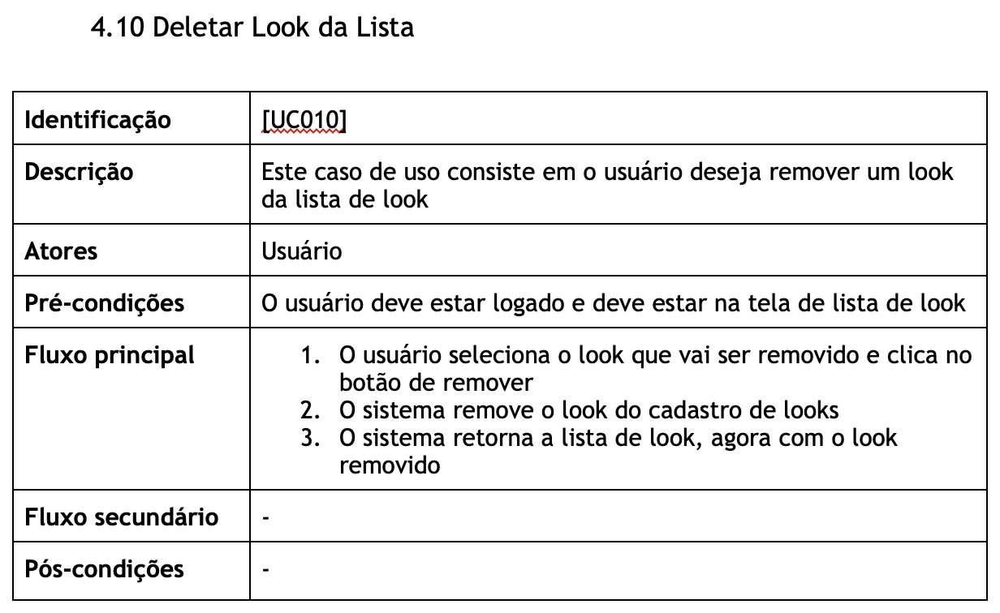 4.10 Deletar Look da Lista
Identificação
[UC010]
Descrição
Este caso de uso consiste em o usuário deseja remover um look
da lista de look
Atores
Usuário
Pré-condições
O usuário deve estar logado e deve estar na tela de lista de look
Fluxo principal
1. O usuário seleciona o look que vai ser removido e clica no
botão de remover
2. O sistema remove o look do cadastro de looks
3. O sistema retorna a lista de look, agora com o look
removido
Fluxo secundário
-
Pós-condições
-